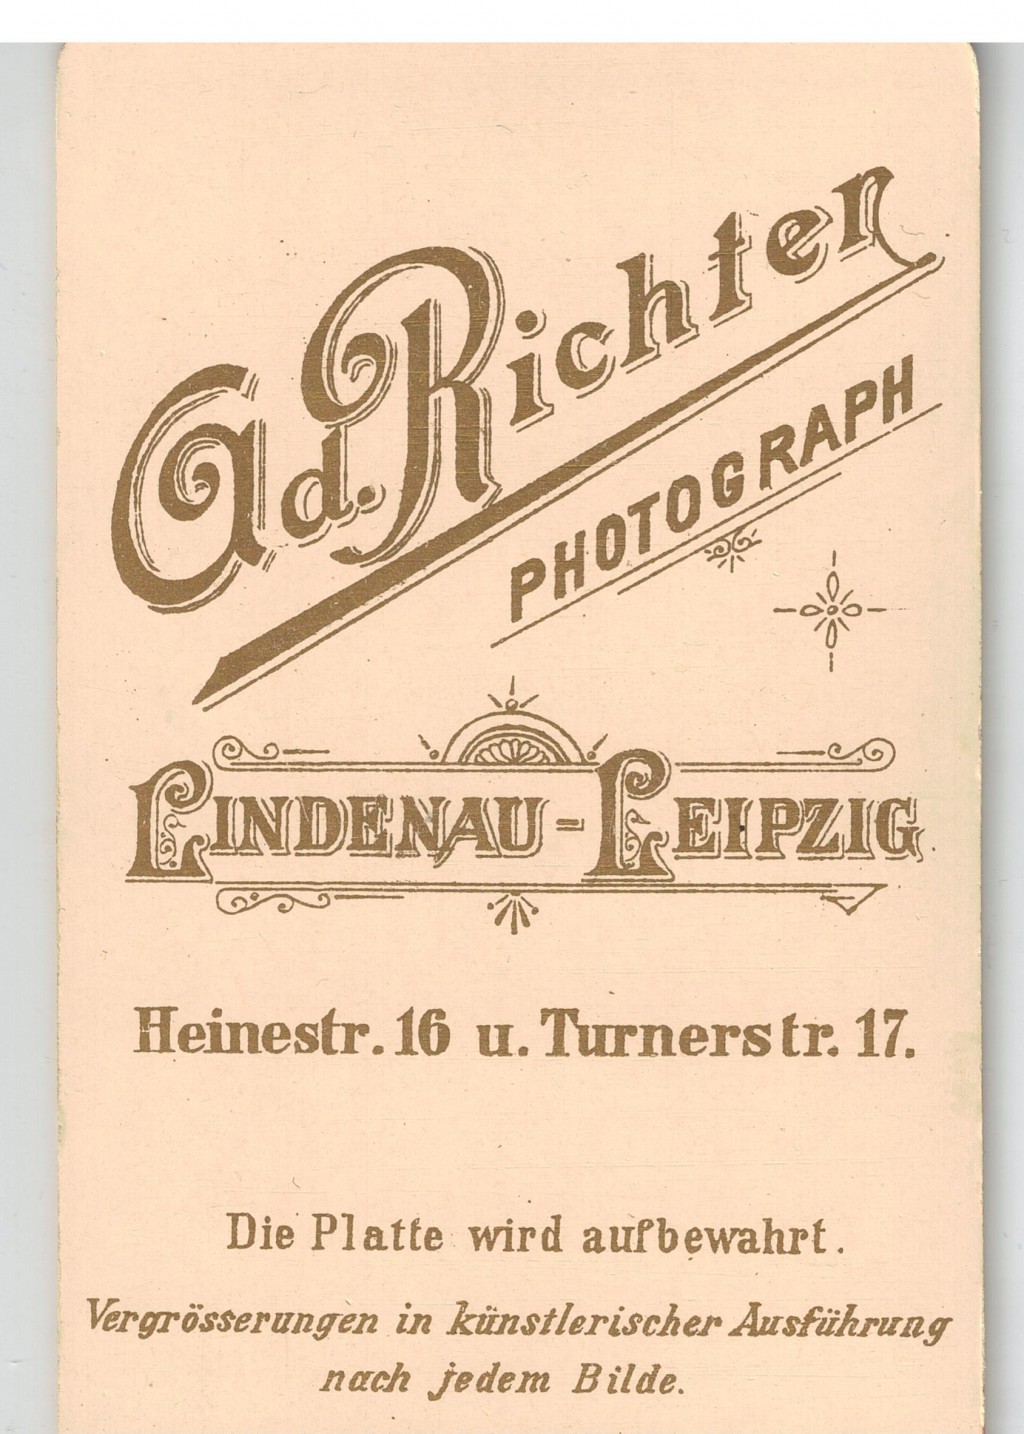 Ad. Richter
PHOTOGRAPH
LINDENAU-LEIPZIG
Heinestr. 16 u. Turnerstr. 17.
Die Platte wird aufbewahrt.
Vergrösserungen in künstlerischer Ausführung
nach jedem Bilde.